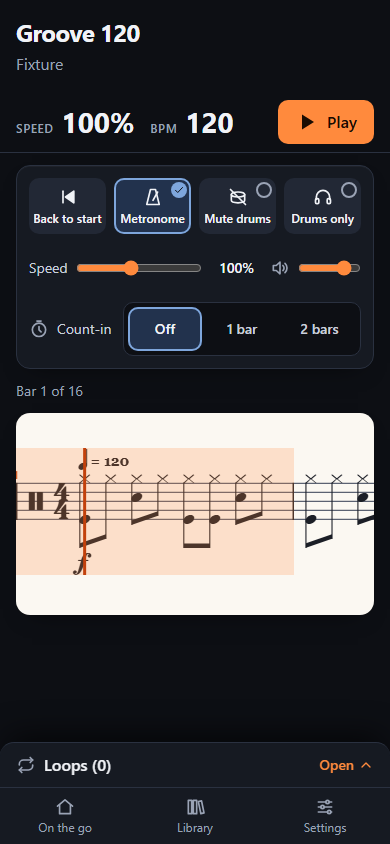 Groove 120
Fixture
SPEED 100% BPM 120 Play
Back to start Metronome Mute drums Drums only
Speed 100%
Count-in Off 1 bar 2 bars
Bar 1 of 16
= 120
4
4
f
Loops (0) Open
On the go Library Settings